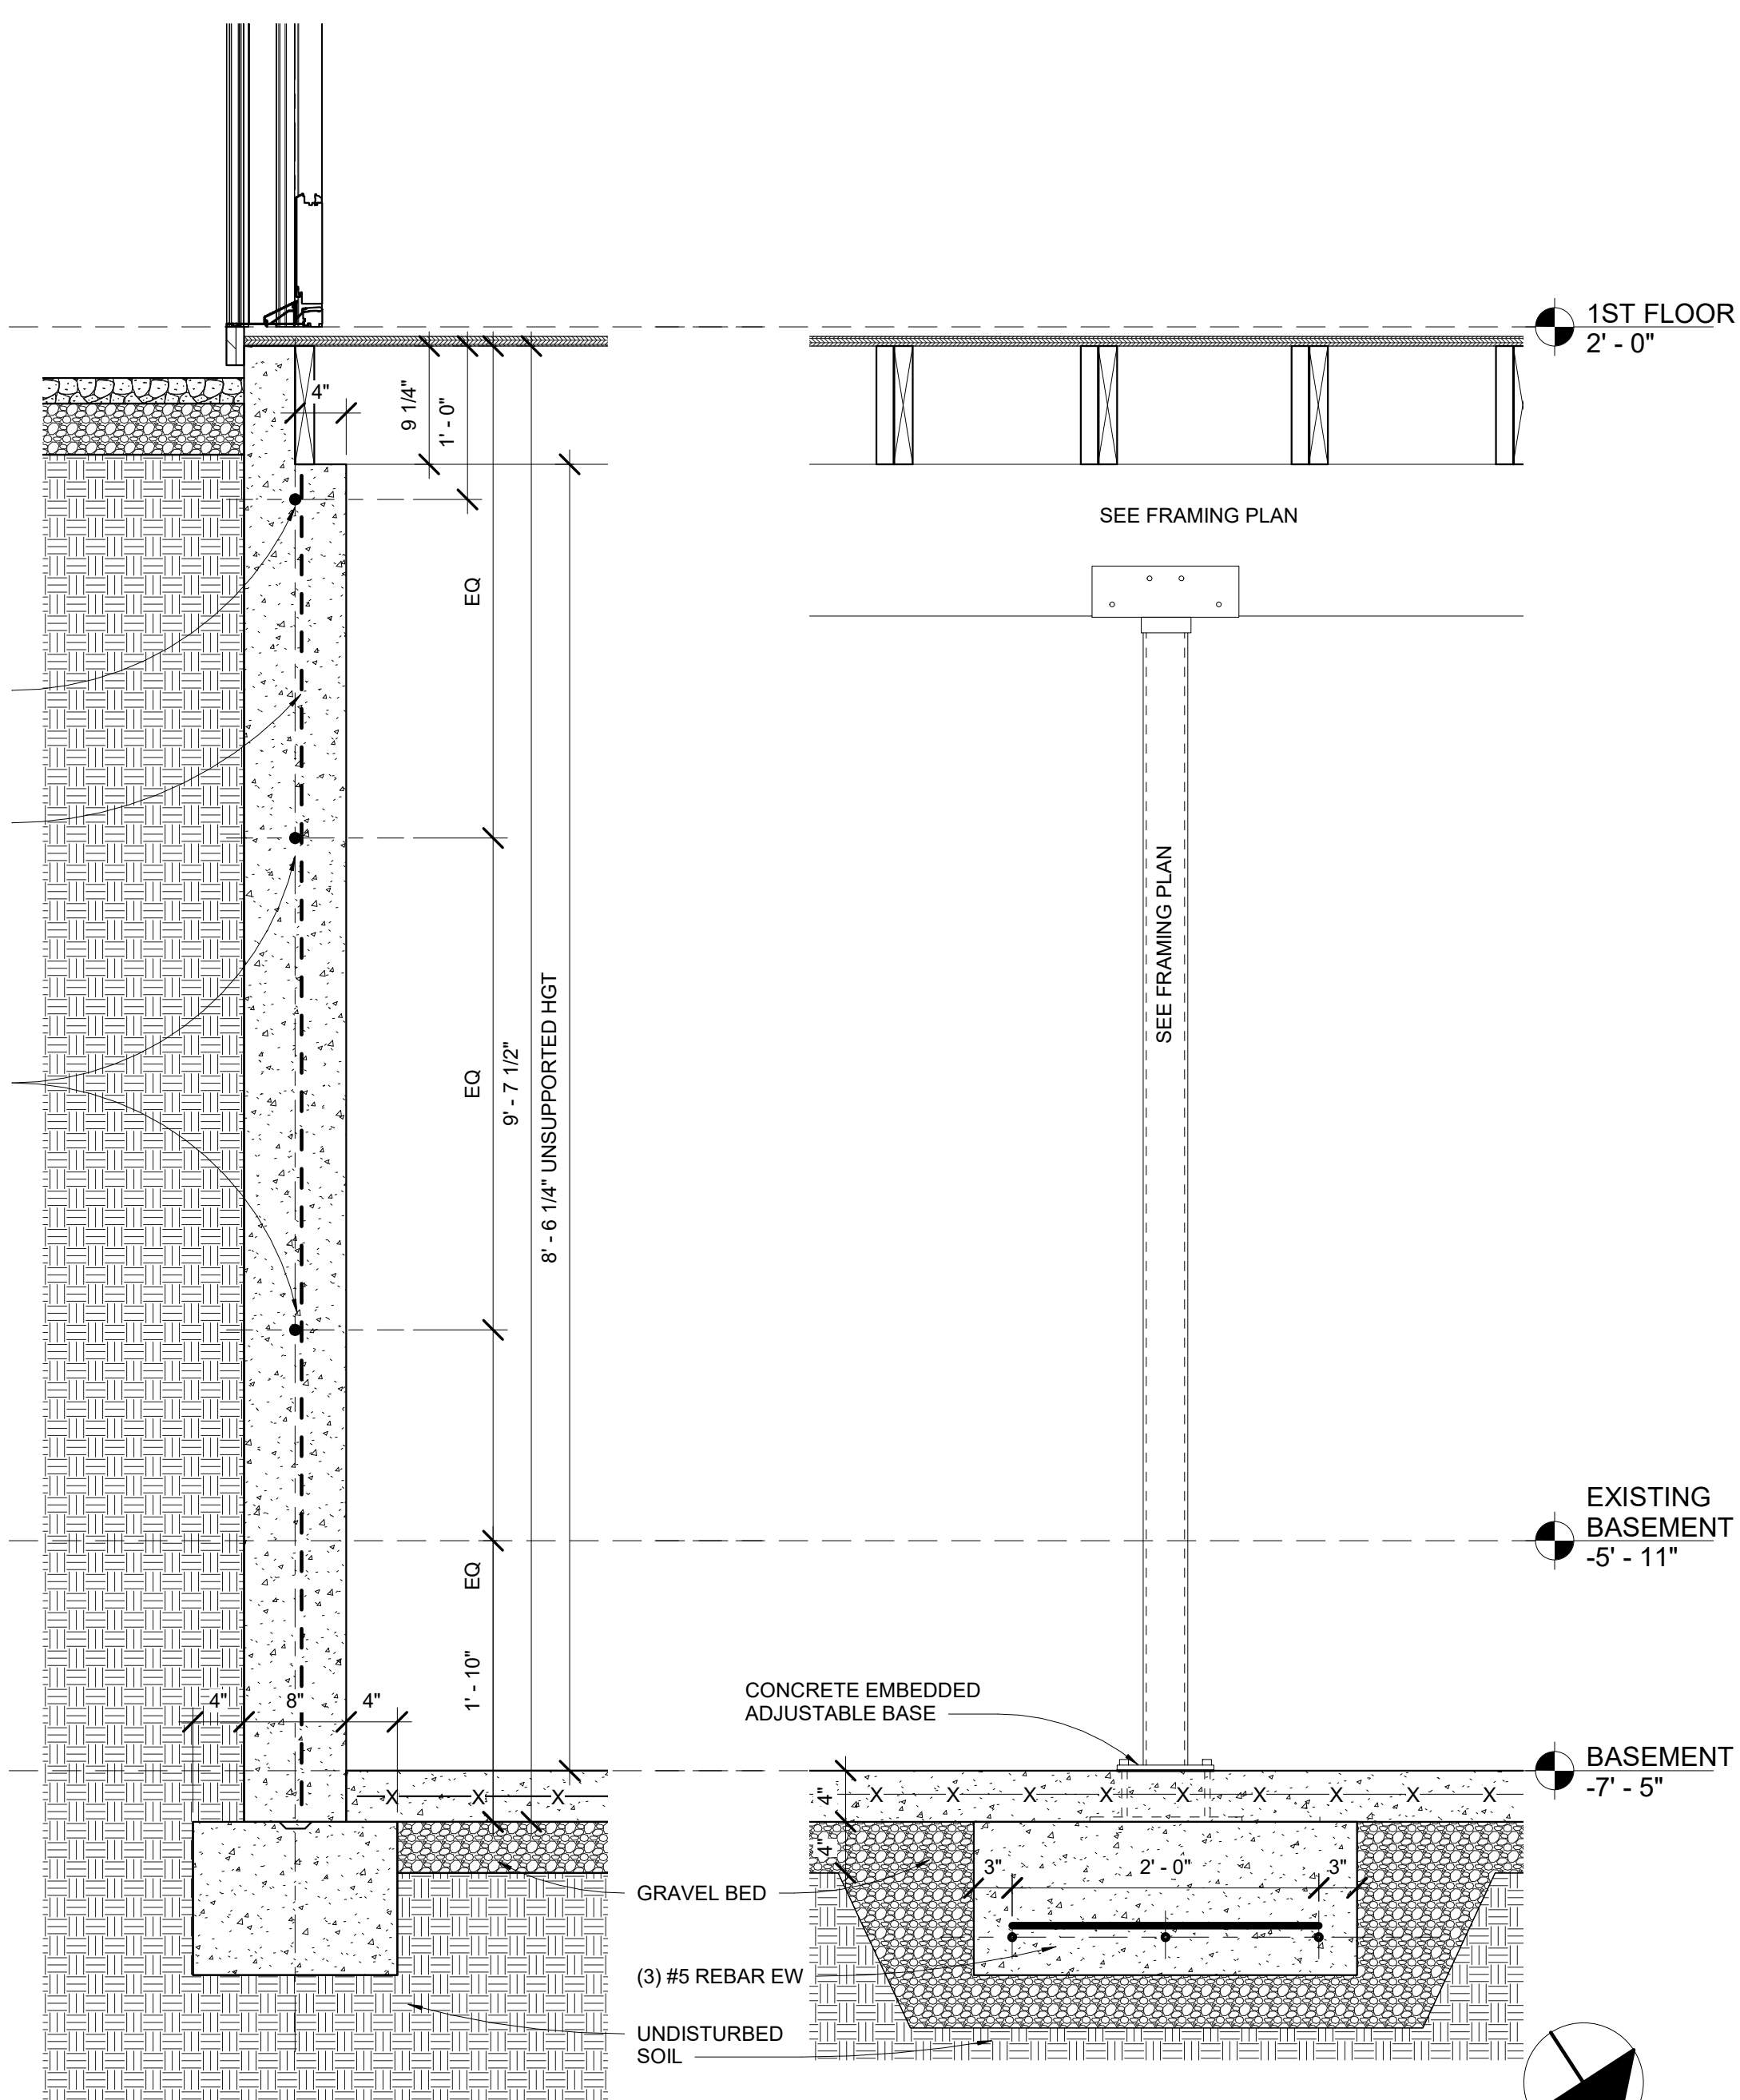 1ST FLOOR
2' - 0"
4"
9 1/4"
1' - 0"
SEE FRAMING PLAN
EQ
SEE FRAMING PLAN
EQ
9' - 7 1/2"
8' - 6 1/4" UNSUPPORTED HGT
EXISTING
BASEMENT
-5' - 11"
EQ
1' - 10"
4"
8"
4"
CONCRETE EMBEDDED
ADJUSTABLE BASE
BASEMENT
-7' - 5"
X X X
X X X X X X X X X
4"
4"
3"
2' - 0"
3"
GRAVEL BED
(3) #5 REBAR EW
UNDISTURBED
SOIL